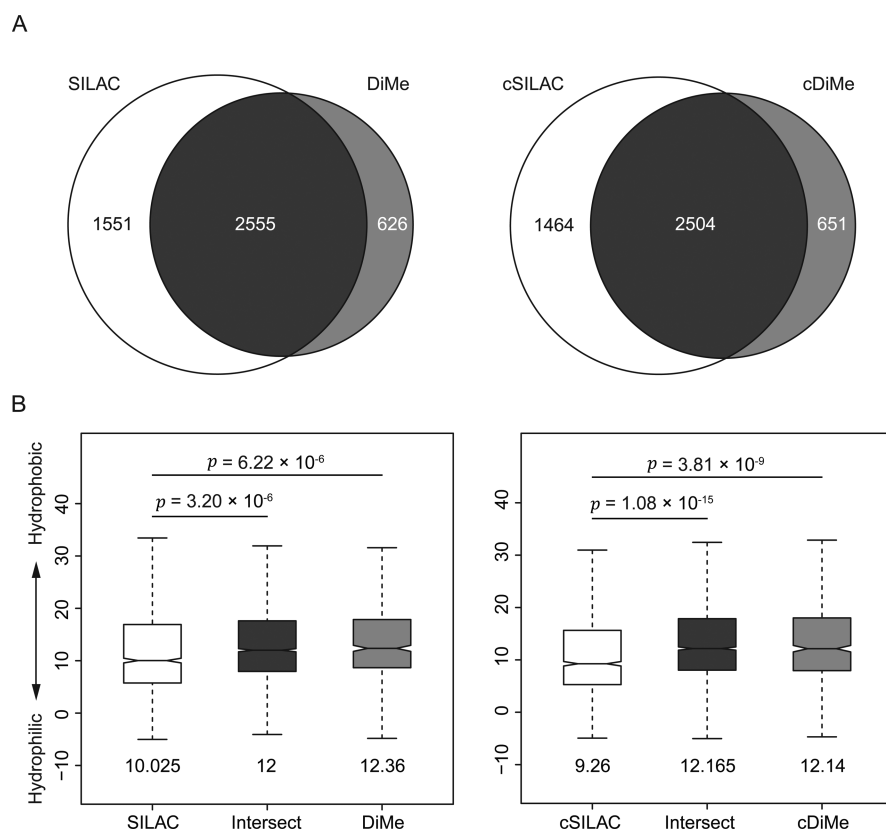 A
SILAC
DiMe
cSILAC
cDiMe
1551
2555
626
1464
2504
651
B
Hydrophilic
Hydrophobic
−10
0
10
20
30
40
p = 6.22 × 10⁻⁶
p = 3.20 × 10⁻⁶
10.025
12
12.36
SILAC
Intersect
DiMe
−10
0
10
20
30
40
p = 3.81 × 10⁻⁹
p = 1.08 × 10⁻¹⁵
9.26
12.165
12.14
cSILAC
Intersect
cDiMe